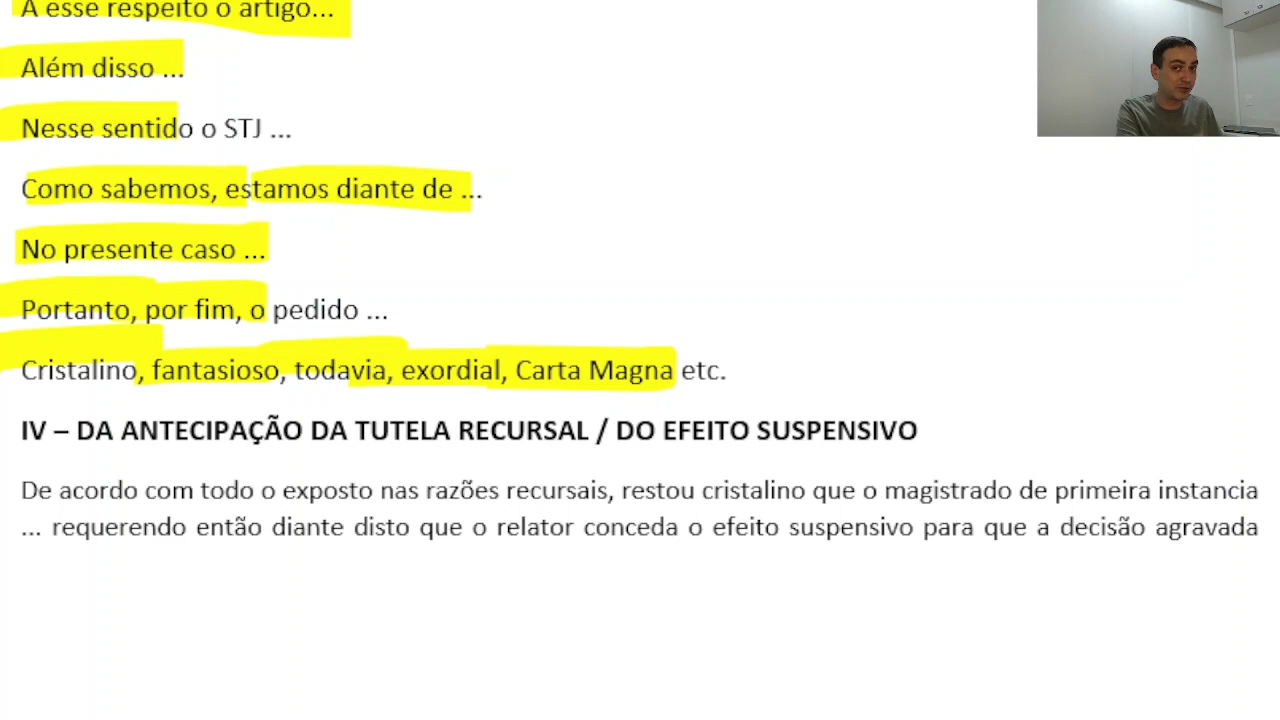 A esse respeito o artigo...
Além disso ...
Nesse sentido o STJ ...
Como sabemos, estamos diante de ...
No presente caso ...
Portanto, por fim, o pedido ...
Cristalino, fantasioso, todavia, exordial, Carta Magna etc.
IV – DA ANTECIPAÇÃO DA TUTELA RECURSAL / DO EFEITO SUSPENSIVO
De acordo com todo o exposto nas razões recursais, restou cristalino que o magistrado de primeira instancia
... requerendo então diante disto que o relator conceda o efeito suspensivo para que a decisão agravada